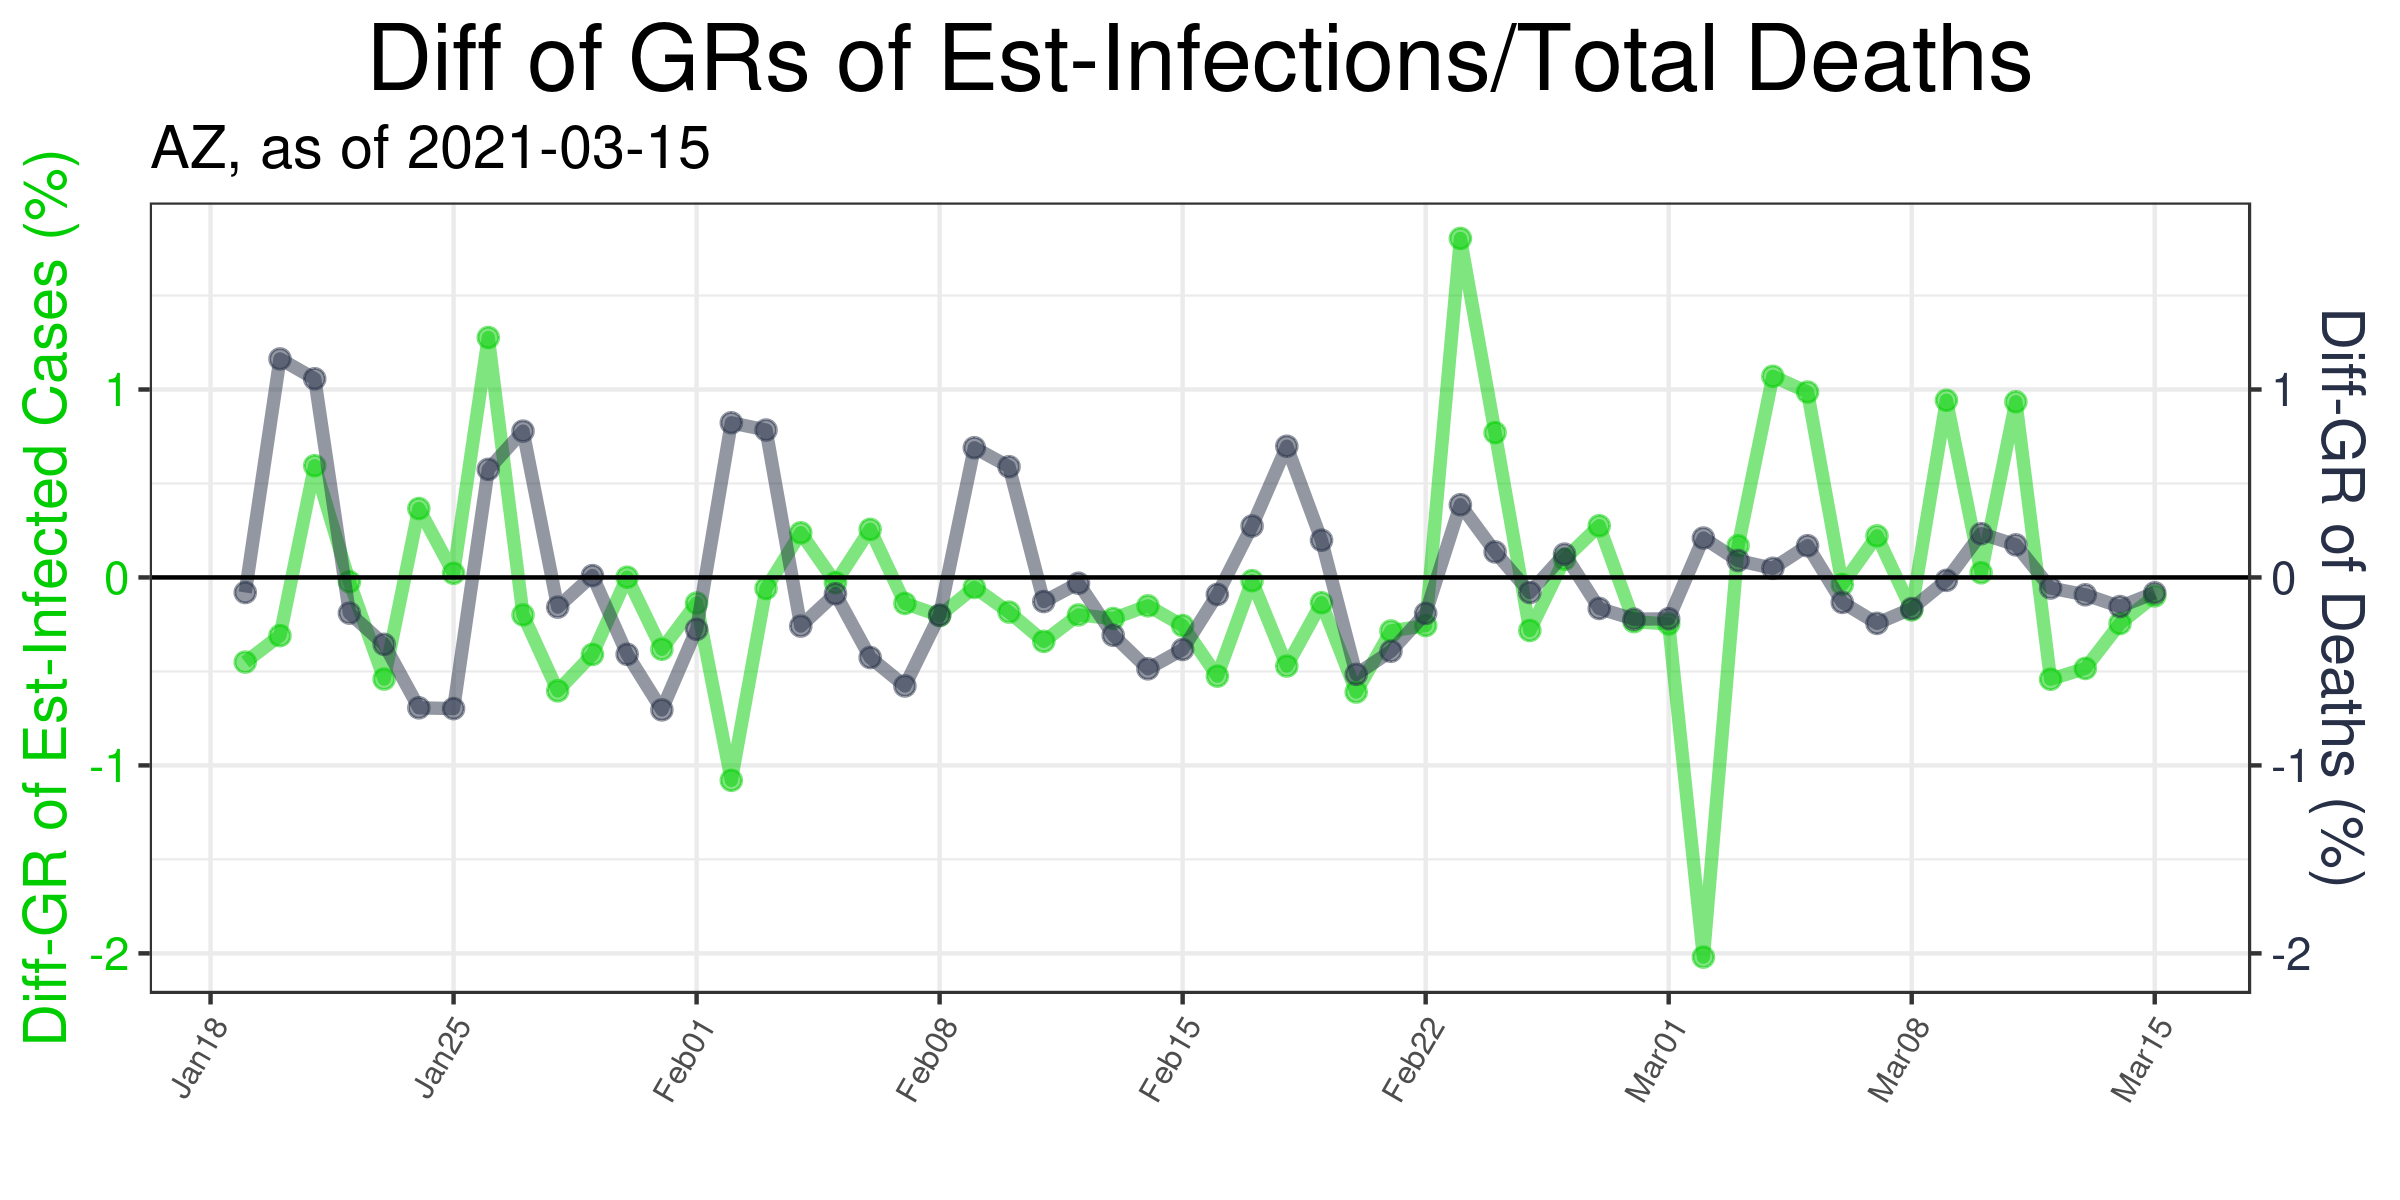 Diff of GRs of Est-Infections/Total Deaths
AZ, as of 2021-03-15
Diff-GR of Est-Infected Cases (%)
1
0
-1
-2
1
0
-1
-2
Diff-GR of Deaths (%)
Jan18
Jan25
Feb01
Feb08
Feb15
Feb22
Mar01
Mar08
Mar15